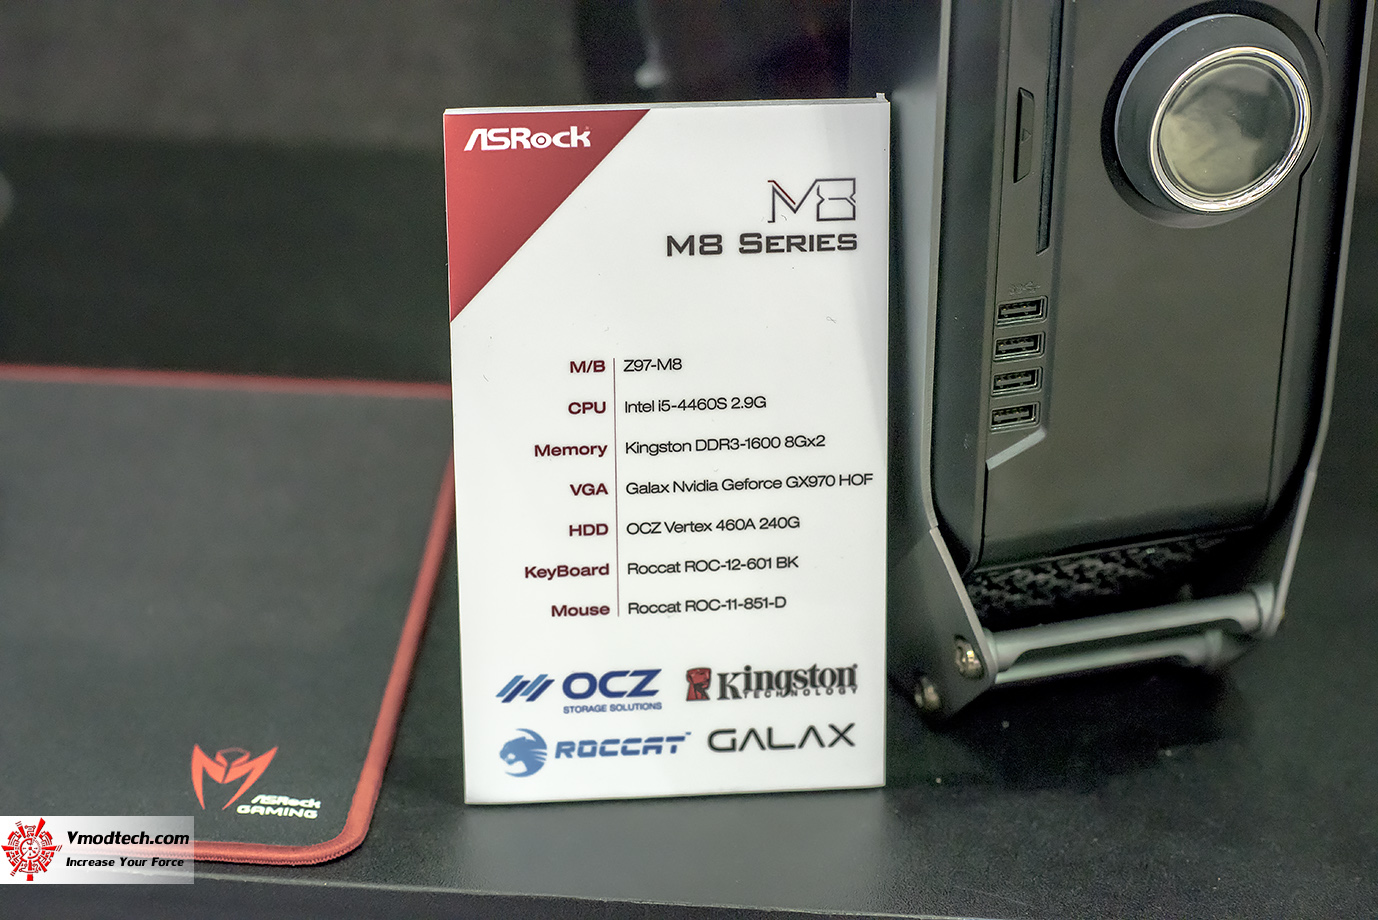 ASRock
M8
M8 SERIES
M/B Z97-M8
CPU Intel i5-4460S 2.9G
Memory Kingston DDR3-1600 8Gx2
VGA Galax Nvidia Geforce GX970 HOF
HDD OCZ Vertex 460A 240G
KeyBoard Roccat ROC-12-601 BK
Mouse Roccat ROC-11-851-D
OCZ
STORAGE SOLUTIONS
Kingston
TECHNOLOGY
ROCCAT™
GALAX
ASRock
GAMING
Vmodtech.com
Increase Your Force